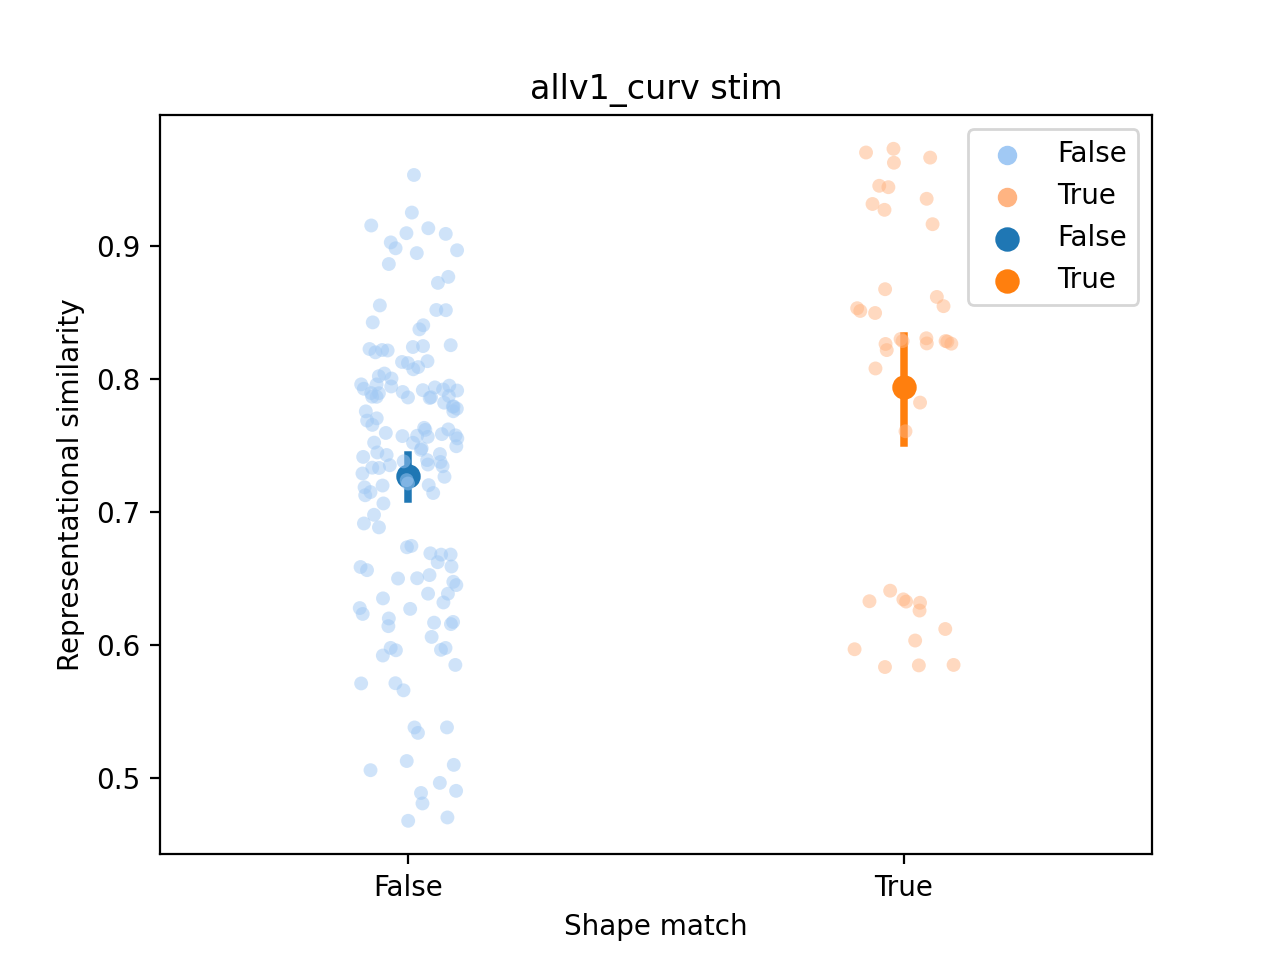 allv1_curv stim
False
True
False
True
0.9
0.8
0.7
0.6
0.5
Representational similarity
False
True
Shape match